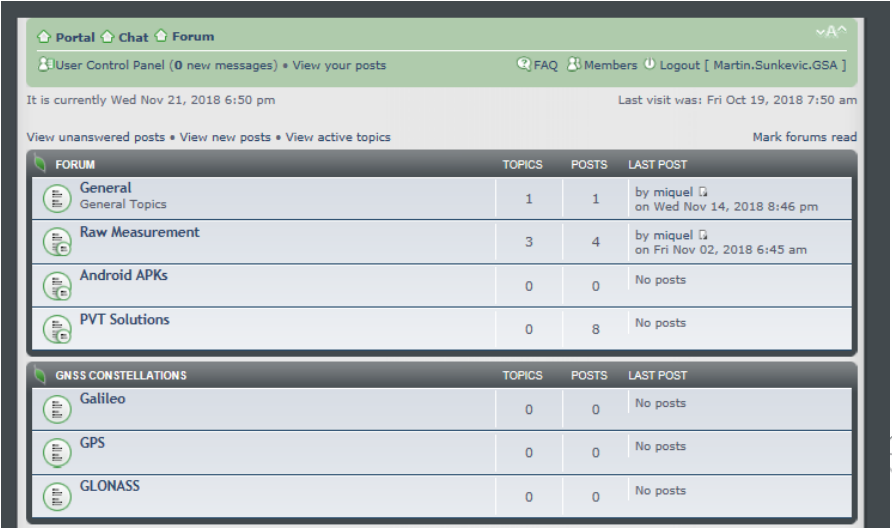 Portal Chat Forum
A
User Control Panel (0 new messages) • View your posts
FAQ Members Logout [ Martin.Sunkevic.GSA ]
It is currently Wed Nov 21, 2018 6:50 pm
Last visit was: Fri Oct 19, 2018 7:50 am
View unanswered posts • View new posts • View active topics
Mark forums read
FORUM TOPICS POSTS LAST POST
General
General Topics
1 1
by miquel
on Wed Nov 14, 2018 8:46 pm
Raw Measurement
3 4
by miquel
on Fri Nov 02, 2018 6:45 am
Android APKs
0 0 No posts
PVT Solutions
0 8 No posts
GNSS CONSTELLATIONS TOPICS POSTS LAST POST
Galileo
0 0 No posts
GPS
0 0 No posts
GLONASS
0 0 No posts